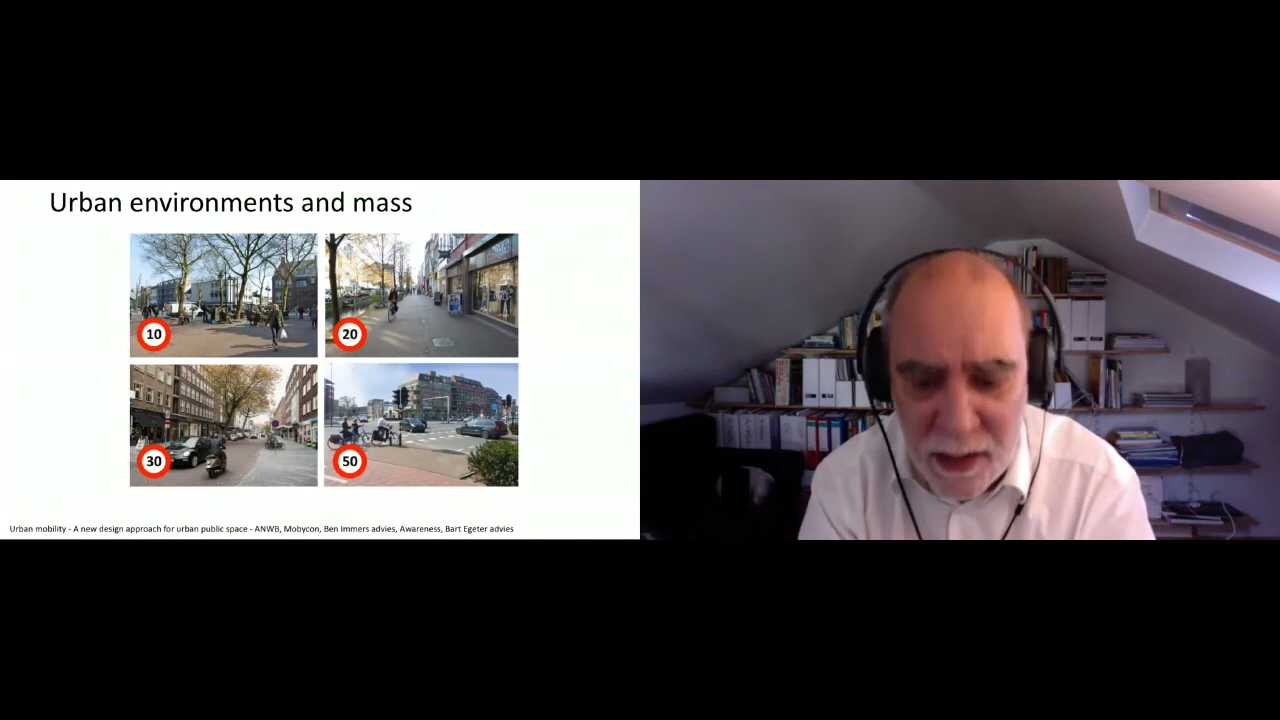 Urban environments and mass
10
20
30
50
Urban mobility - A new design approach for urban public space - ANWB, Mobycon, Ben Immers advies, Awareness, Bart Egeter advies